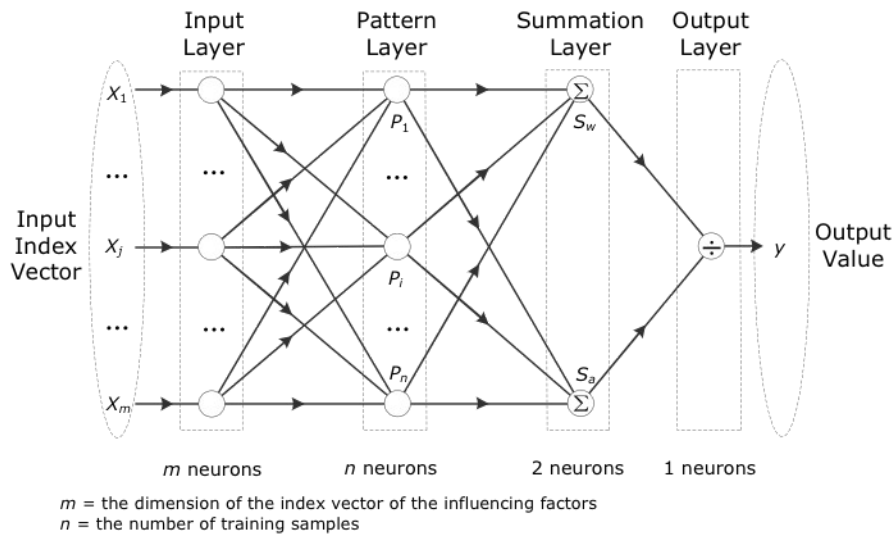 Input Layer
Pattern Layer
Summation Layer
Output Layer
X1
P1
Σ
Sw
...
...
...
Input Index Vector
Xj
Pi
÷
y
Output Value
...
...
...
Xm
Pn
Sa
Σ
m neurons
n neurons
2 neurons
1 neurons
m = the dimension of the index vector of the influencing factors
n = the number of training samples